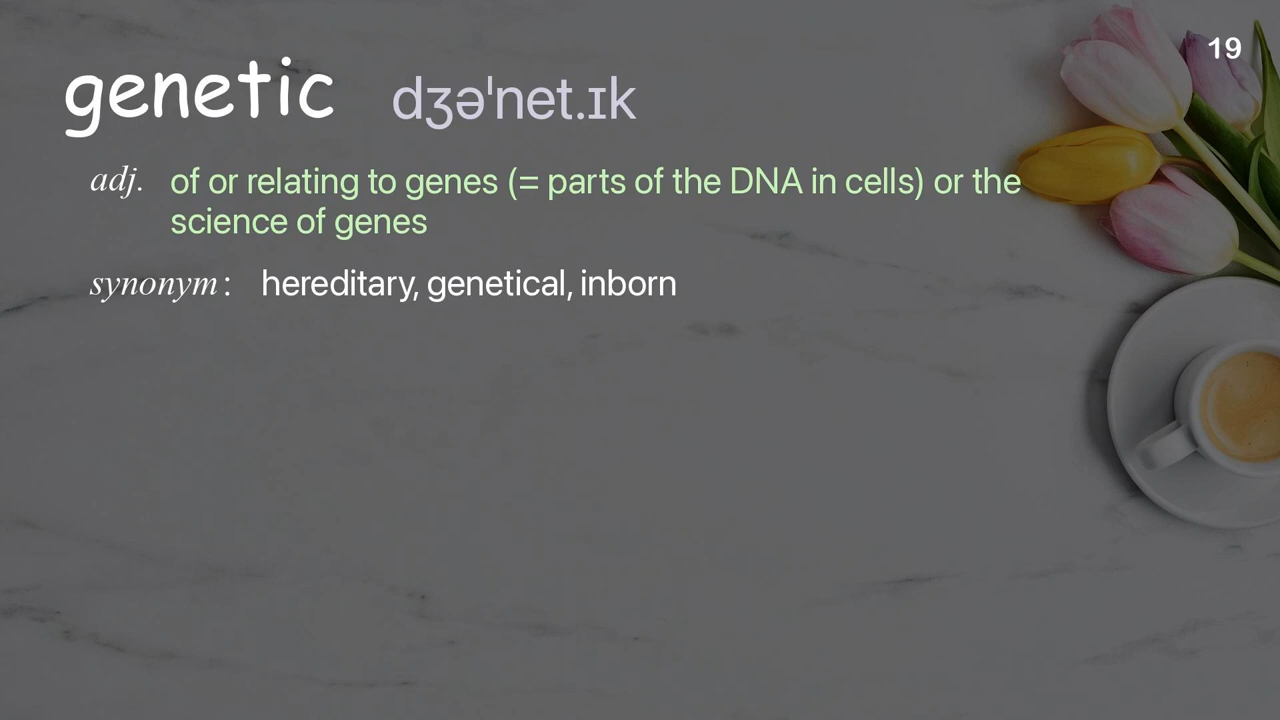 19
genetic dʒəˈnet.ɪk
adj. of or relating to genes (= parts of the DNA in cells) or the
science of genes
synonym: hereditary, genetical, inborn